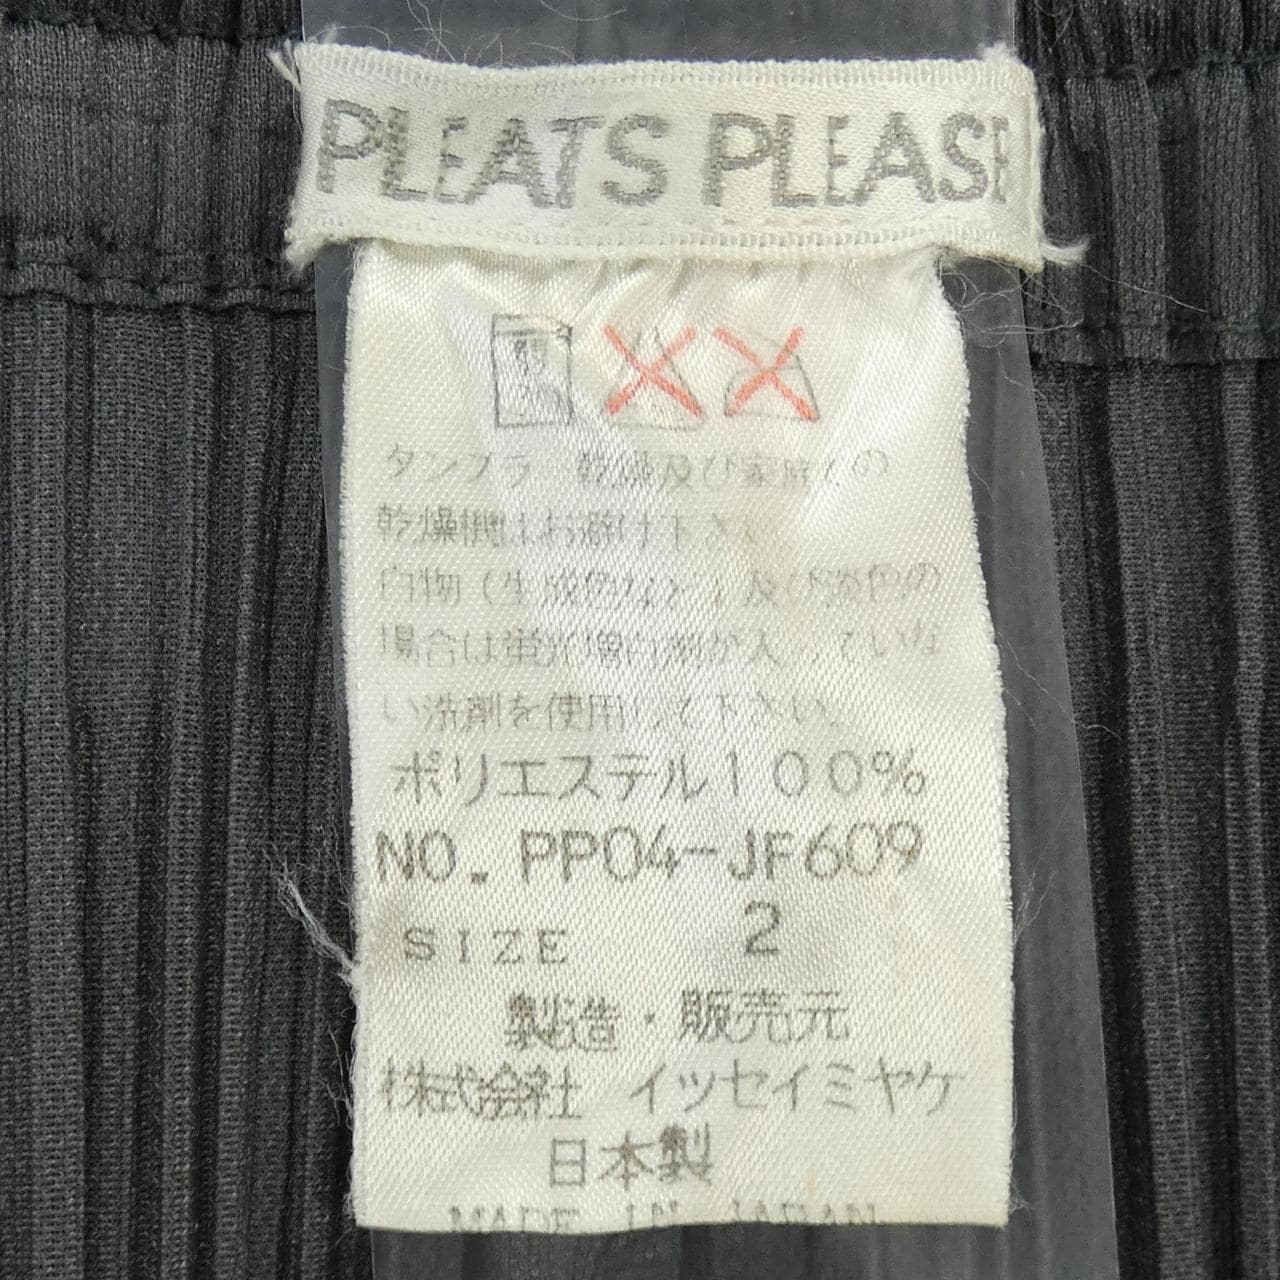 PLEATS PLEASE
タンブラー乾燥及び家庭での
乾燥機はお避け下さい。
白物(生成色など)及び淡色の
場合は蛍光増白剤が入っていな
い洗剤を使用して下さい。
ポリエステル100%
NO. PP04-JF609
SIZE 2
製造・販売元
株式会社 イッセイミヤケ
日本製
MADE IN JAPAN